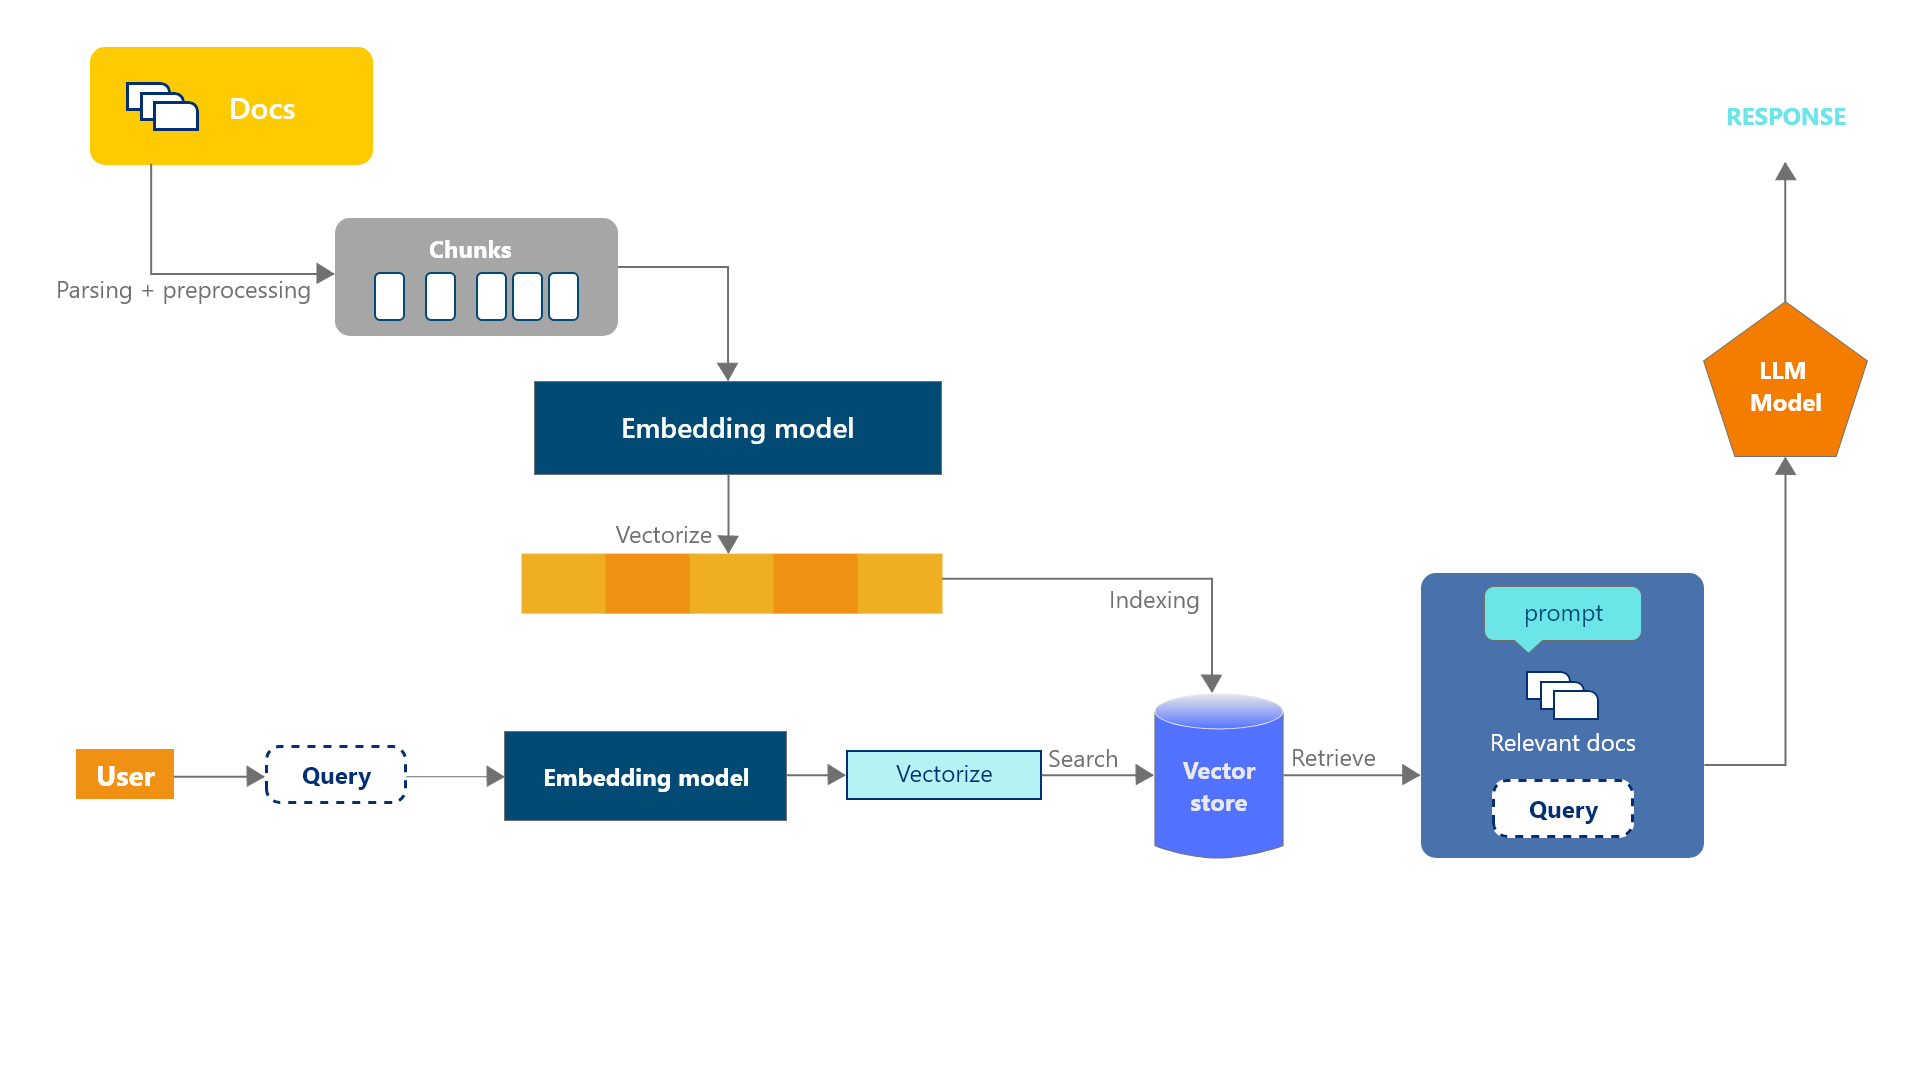 Docs
RESPONSE
Chunks
Parsing + preprocessing
LLM
Model
Embedding model
Vectorize
Indexing
prompt
Relevant docs
User
Query
Embedding model
Vectorize
Search
Vector
store
Retrieve
Query